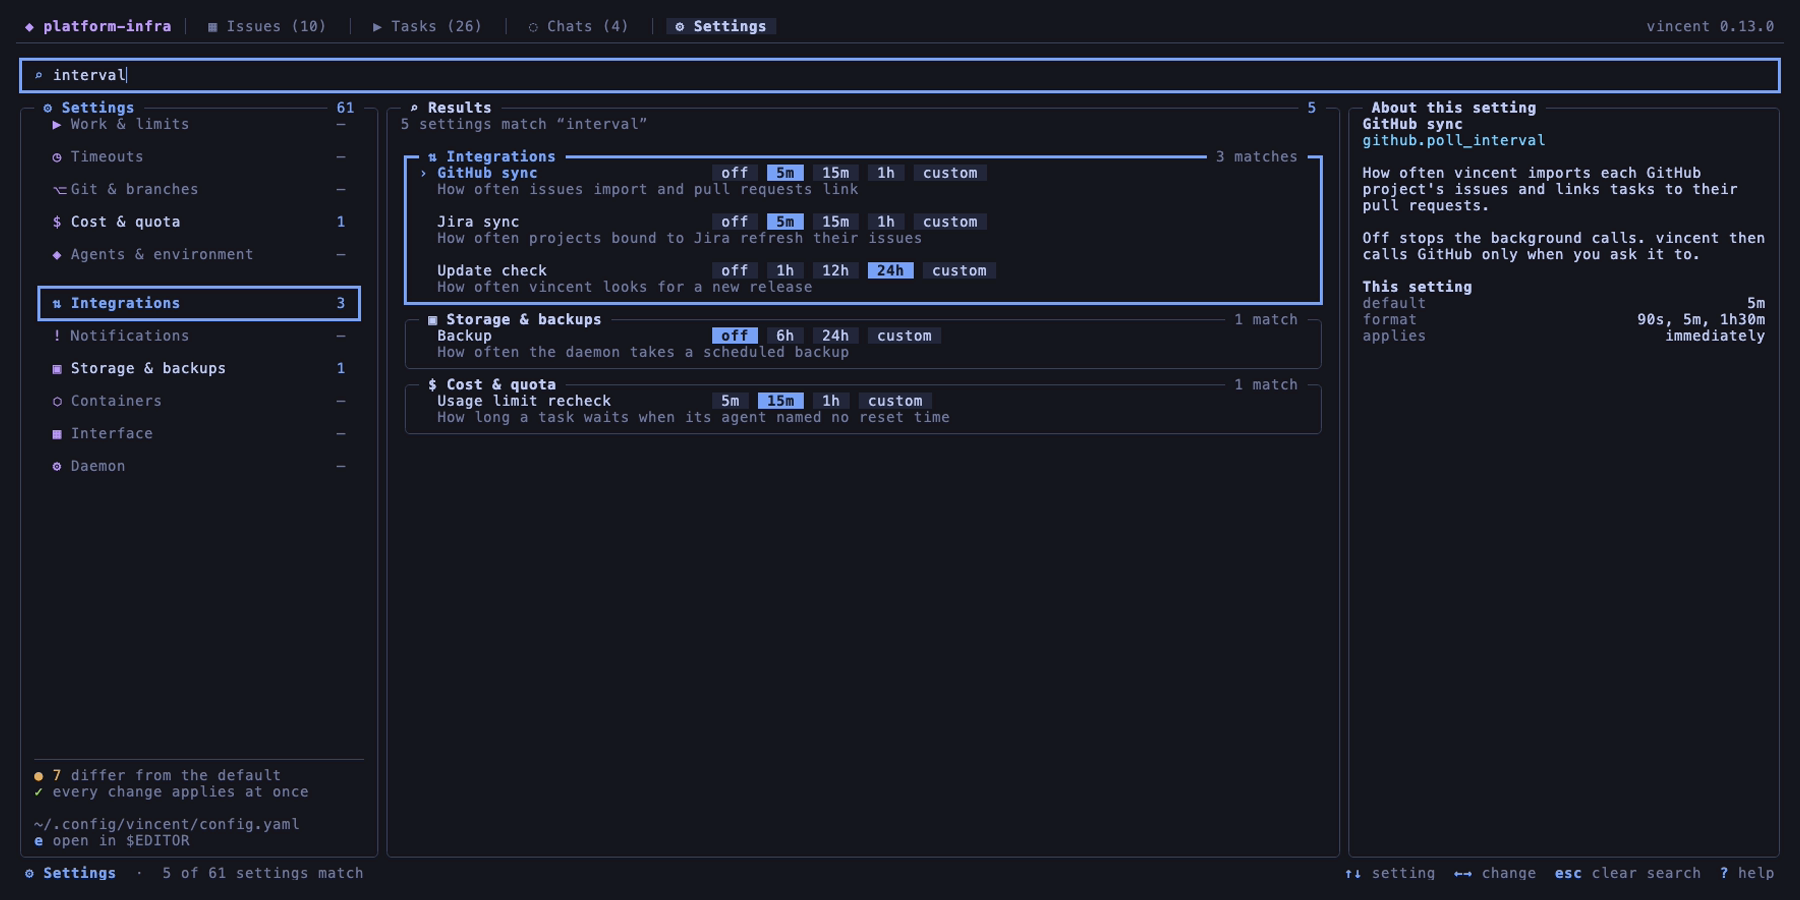 ◆ platform-infra │ ▦ Issues (10) │ ▶ Tasks (26) │ ◌ Chats (4) │ ⚙ Settings vincent 0.13.0
⌕ interval
⚙ Settings 61
▶ Work & limits –
◷ Timeouts –
⌥ Git & branches –
$ Cost & quota 1
◆ Agents & environment –
⇅ Integrations 3
! Notifications –
▣ Storage & backups 1
⬡ Containers –
▦ Interface –
⚙ Daemon –
● 7 differ from the default
✓ every change applies at once
~/.config/vincent/config.yaml
e open in $EDITOR
⌕ Results 5
5 settings match “interval”
⇅ Integrations 3 matches
› GitHub sync off 5m 15m 1h custom
How often issues import and pull requests link
Jira sync off 5m 15m 1h custom
How often projects bound to Jira refresh their issues
Update check off 1h 12h 24h custom
How often vincent looks for a new release
▣ Storage & backups 1 match
Backup off 6h 24h custom
How often the daemon takes a scheduled backup
$ Cost & quota 1 match
Usage limit recheck 5m 15m 1h custom
How long a task waits when its agent named no reset time
About this setting
GitHub sync
github.poll_interval
How often vincent imports each GitHub
project's issues and links tasks to their
pull requests.
Off stops the background calls. vincent then
calls GitHub only when you ask it to.
This setting
default 5m
format 90s, 5m, 1h30m
applies immediately
⚙ Settings · 5 of 61 settings match ↑↓ setting ←→ change esc clear search ? help